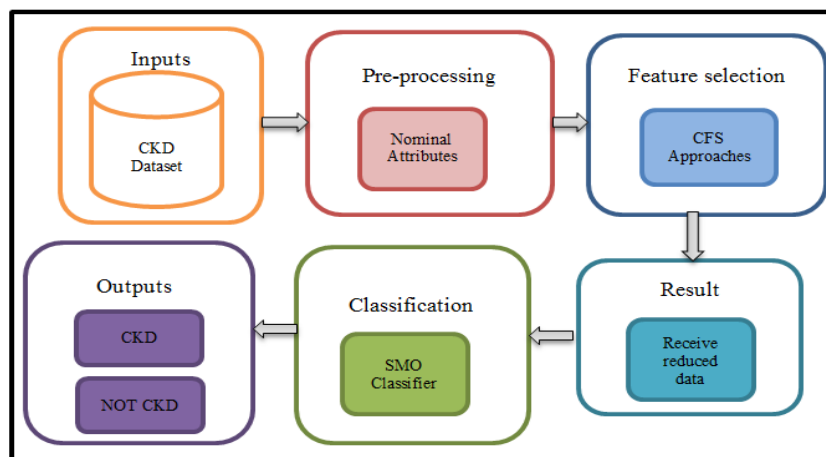 Inputs
CKD
Dataset
Pre-processing
Nominal
Attributes
Feature selection
CFS
Approaches
Outputs
CKD
NOT CKD
Classification
SMO
Classifier
Result
Receive
reduced
data